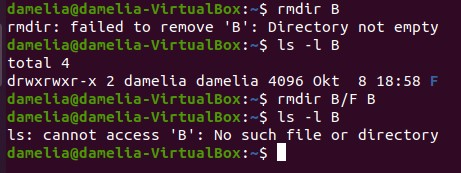 damelia@damelia-VirtualBox:~$ rmdir B
rmdir: failed to remove 'B': Directory not empty
damelia@damelia-VirtualBox:~$ ls -l B
total 4
drwxrwxr-x 2 damelia damelia 4096 Okt  8 18:58 F
damelia@damelia-VirtualBox:~$ rmdir B/F B
damelia@damelia-VirtualBox:~$ ls -l B
ls: cannot access 'B': No such file or directory
damelia@damelia-VirtualBox:~$